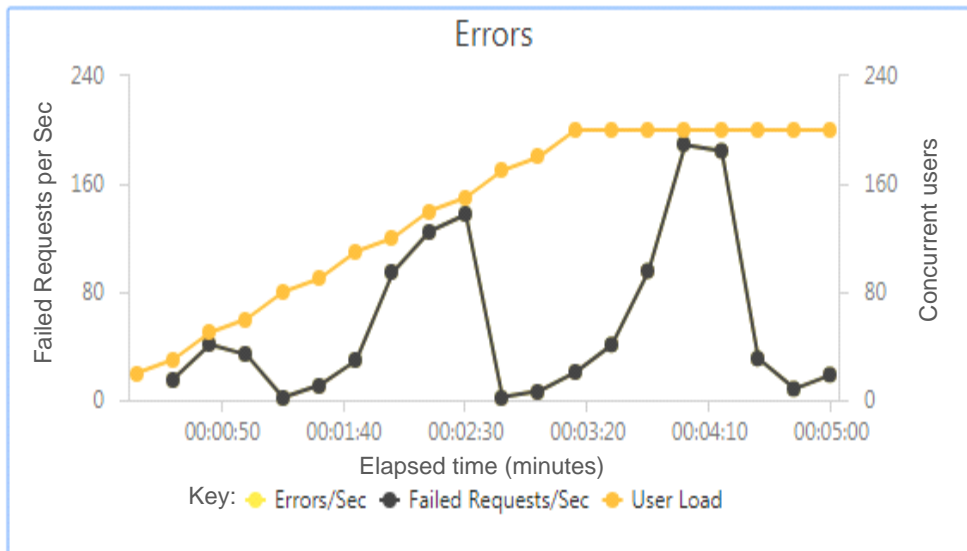 Errors
Failed Requests per Sec
240
160
80
0
240
160
80
0
Concurrent users
00:00:50 00:01:40 00:02:30 00:03:20 00:04:10 00:05:00
Elapsed time (minutes)
Key: Errors/Sec Failed Requests/Sec User Load